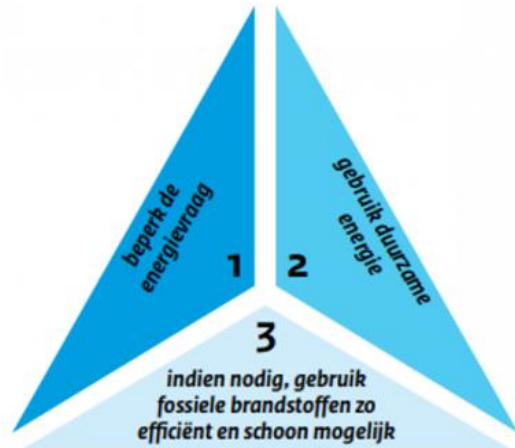 beperk de
energievraag
1
gebruik duurzame
energie
2
3
indien nodig, gebruik
fossiele brandstoffen zo
efficiënt en schoon mogelijk